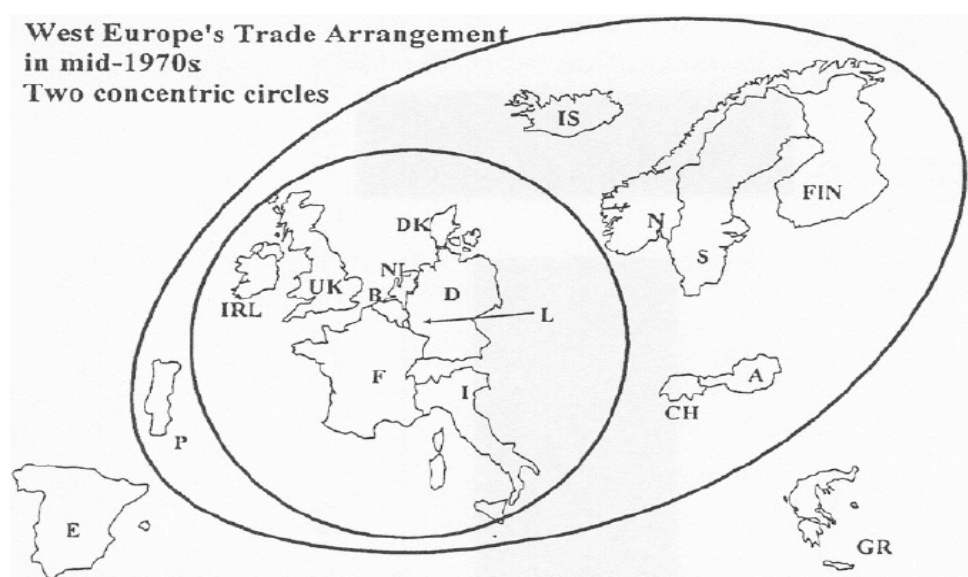 West Europe's Trade Arrangement
in mid-1970s
Two concentric circles
IS
FIN
DK
N
S
NL
UK
B
D
IRL
L
F
I
A
CH
P
E
GR